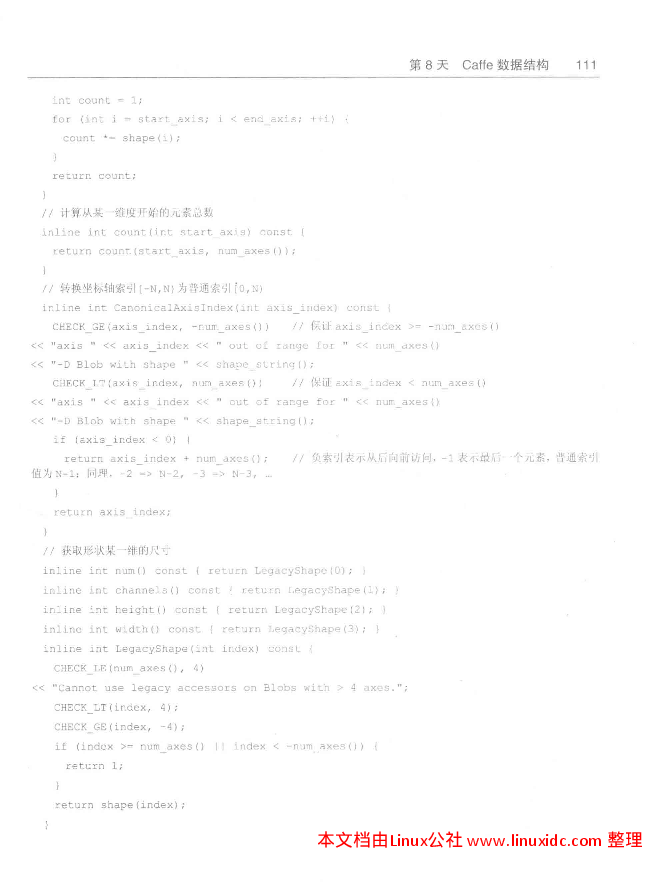 第 8 天 Caffe 数据结构 111
int count = 1;
for (int i = start_axis; i < end_axis; ++i) {
count *= shape(i);
}
return count;
}
// 计算从某一维度开始的元素总数
inline int count(int start_axis) const {
return count(start_axis, num_axes());
}
// 转换坐标轴索引[-N,N)为普通索引[0,N)
inline int CanonicalAxisIndex(int axis_index) const {
CHECK_GE(axis_index, -num_axes()) // 保证 axis_index >= -num_axes()
<< "axis " << axis_index << " out of range for " << num_axes()
<< "-D Blob with shape " << shape_string();
CHECK_LT(axis_index, num_axes()) // 保证 axis_index < num_axes()
<< "axis " << axis_index << " out of range for " << num_axes()
<< "-D Blob with shape " << shape_string();
if (axis_index < 0) {
return axis_index + num_axes(); // 负索引表示从后向前访问，-1 表示最后一个元素，普通索引
值为 N-1；同理，-2 => N-2, -3 => N-3, …
}
return axis_index;
}
// 获取形状某一维的尺寸
inline int num() const { return LegacyShape(0); }
inline int channels() const { return LegacyShape(1); }
inline int height() const { return LegacyShape(2); }
inline int width() const { return LegacyShape(3); }
inline int LegacyShape(int index) const {
CHECK_LE(num_axes(), 4)
<< "Cannot use legacy accessors on Blobs with > 4 axes.";
CHECK_LT(index, 4);
CHECK_GE(index, -4);
if (index >= num_axes() || index < -num_axes()) {
return 1;
}
return shape(index);
}
本文档由Linux公社 www.linuxidc.com 整理